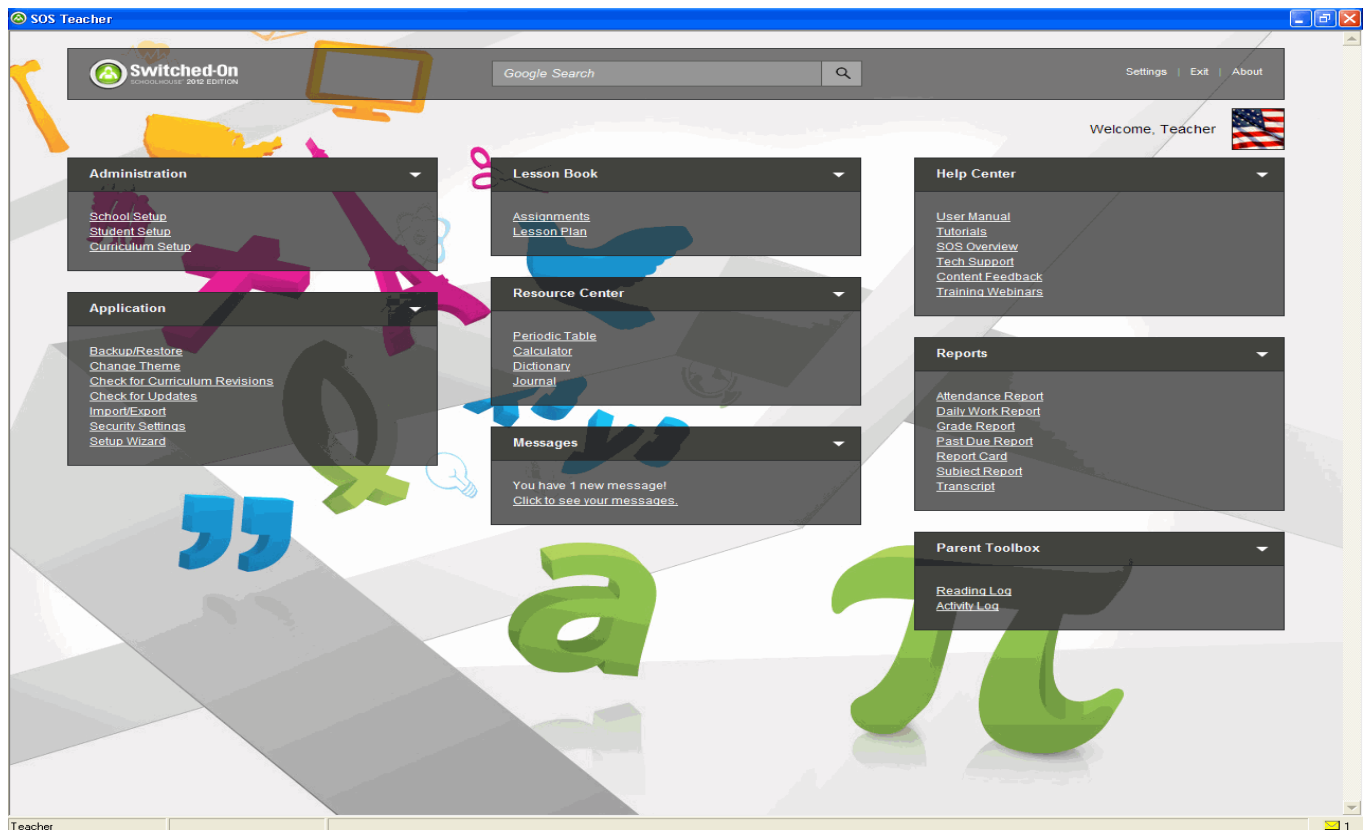 SOS Teacher
Switched-On
SCHOOLHOUSE® 2012 EDITION
Google Search
Settings | Exit | About
Welcome, Teacher
Administration
School Setup
Student Setup
Curriculum Setup
Application
Backup/Restore
Change Theme
Check for Curriculum Revisions
Check for Updates
Import/Export
Security Settings
Setup Wizard
Lesson Book
Assignments
Lesson Plan
Resource Center
Periodic Table
Calculator
Dictionary
Journal
Messages
You have 1 new message!
Click to see your messages.
Help Center
User Manual
Tutorials
SOS Overview
Tech Support
Content Feedback
Training Webinars
Reports
Attendance Report
Daily Work Report
Grade Report
Past Due Report
Report Card
Subject Report
Transcript
Parent Toolbox
Reading Log
Activity Log
”
a
π
Teacher
1